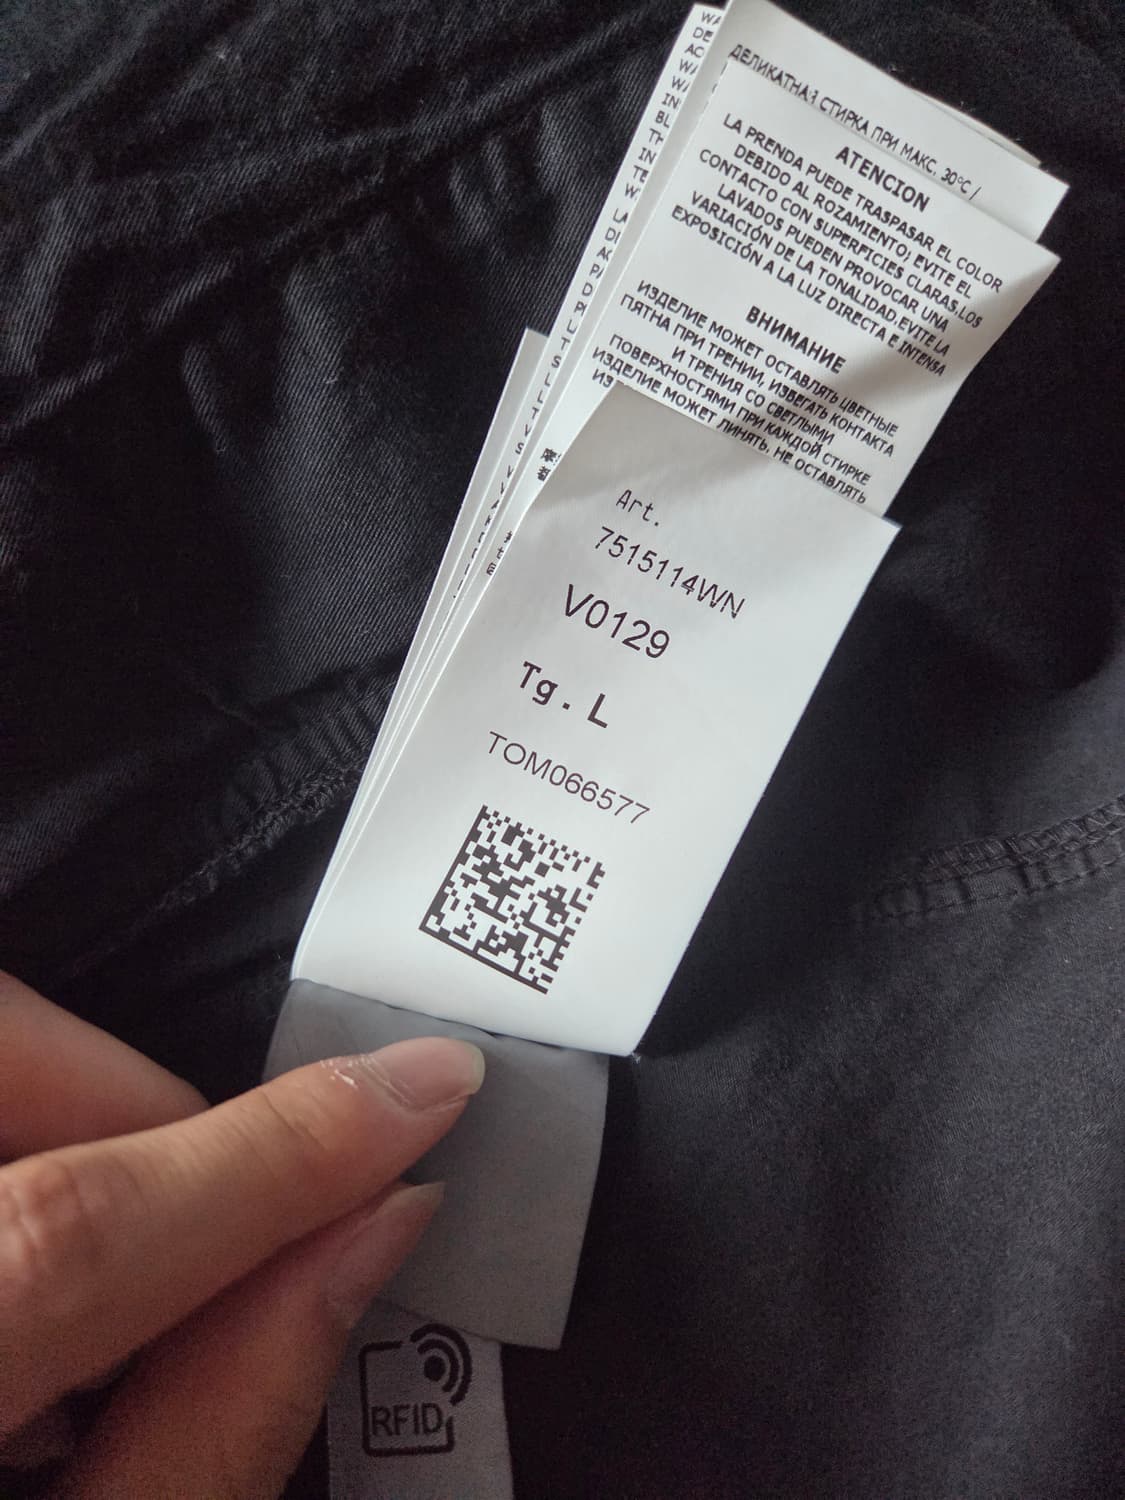 ДЕЛИКАТНАЯ СТИРКА ПРИ МАКС. 30°C /
ATENCION
LA PRENDA PUEDE TRASPASAR EL COLOR
DEBIDO AL ROZAMIENTO; EVITE EL
CONTACTO CON SUPERFICIES CLARAS.LOS
LAVADOS PUEDEN PROVOCAR UNA
VARIACIÓN DE LA TONALIDAD.EVITE LA
EXPOSICIÓN A LA LUZ DIRECTA E INTENSA
ВНИМАНИЕ
ИЗДЕЛИЕ МОЖЕТ ОСТАВЛЯТЬ ЦВЕТНЫЕ
ПЯТНА ПРИ ТРЕНИИ, ИЗБЕГАТЬ КОНТАКТА
И ТРЕНИЯ СО СВЕТЛЫМИ
ПОВЕРХНОСТЯМИ ПРИ КАЖДОЙ СТИРКЕ
ИЗДЕЛИЕ МОЖЕТ ЛИНЯТЬ, НЕ ОСТАВЛЯТЬ
Art.
7515114WN
V0129
Tg. L
TOM066577
RFID